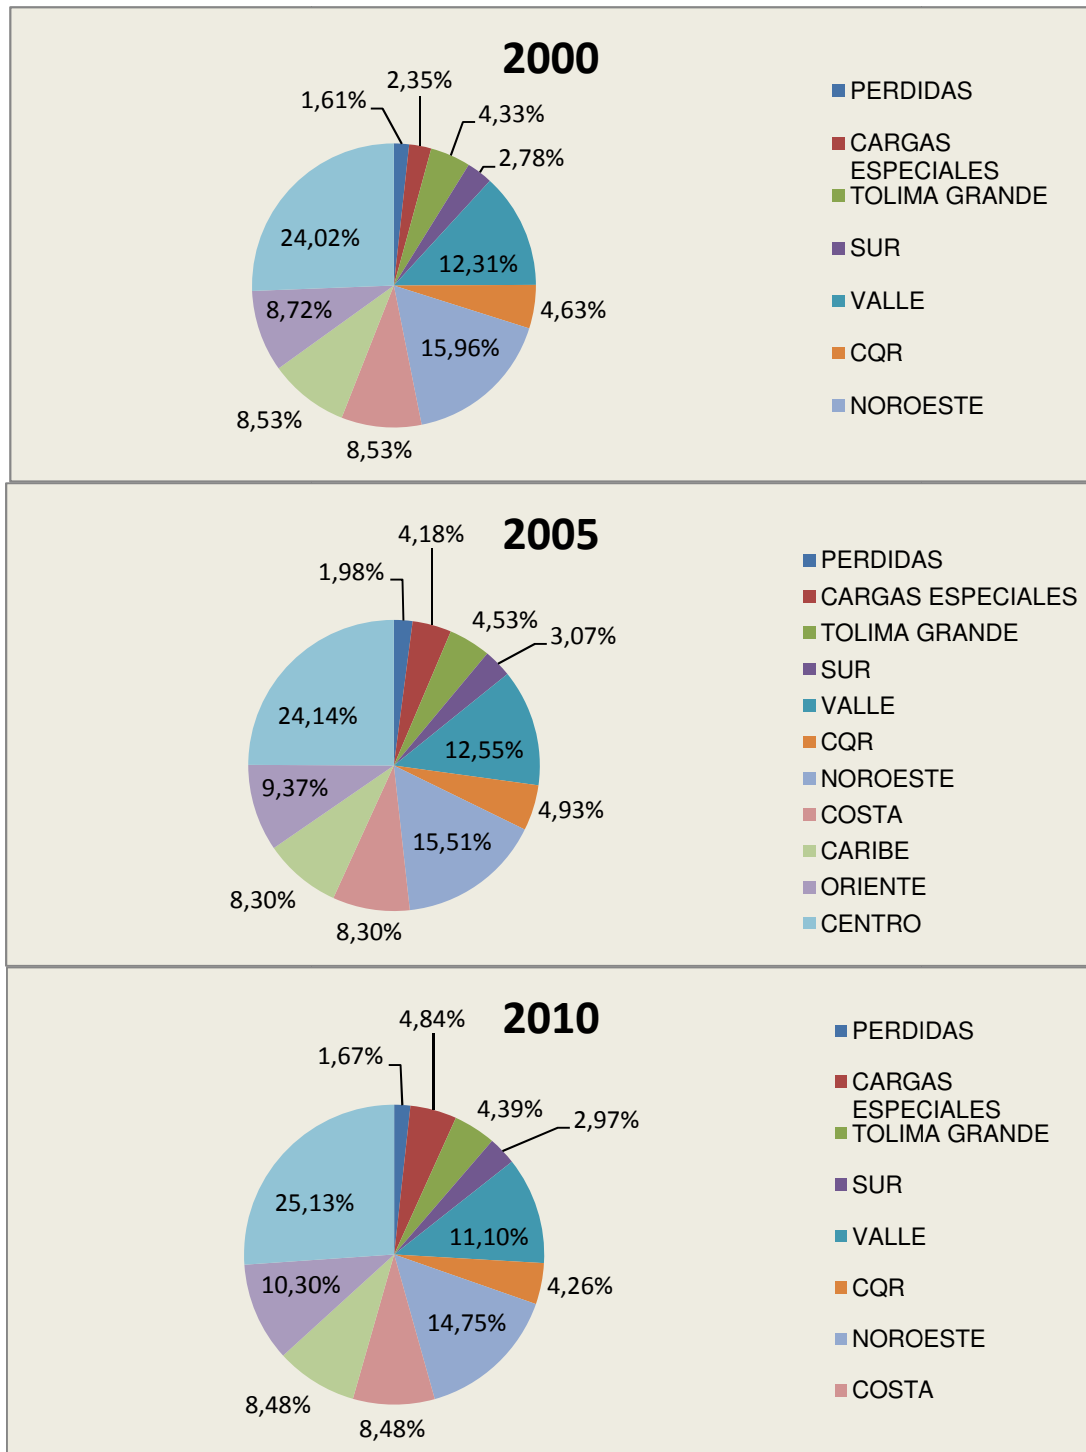 2000
1,61%
2,35%
4,33%
2,78%
24,02%
12,31%
8,72%
4,63%
15,96%
8,53%
8,53%
PERDIDAS
CARGAS
ESPECIALES
TOLIMA GRANDE
SUR
VALLE
CQR
NOROESTE
2005
4,18%
1,98%
4,53%
3,07%
24,14%
12,55%
9,37%
4,93%
15,51%
8,30%
8,30%
PERDIDAS
CARGAS ESPECIALES
TOLIMA GRANDE
SUR
VALLE
CQR
NOROESTE
COSTA
CARIBE
ORIENTE
CENTRO
2010
4,84%
1,67%
4,39%
2,97%
25,13%
11,10%
10,30%
4,26%
14,75%
8,48%
8,48%
PERDIDAS
CARGAS
ESPECIALES
TOLIMA GRANDE
SUR
VALLE
CQR
NOROESTE
COSTA